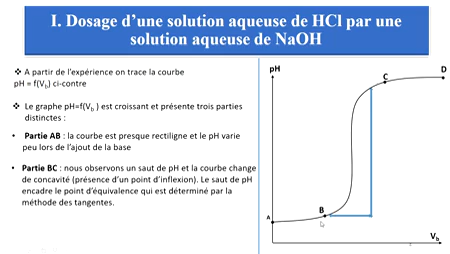 I. Dosage d'une solution aqueuse de HCl par une
solution aqueuse de NaOH
❖ A partir de l'expérience on trace la courbe
pH = f(Vb) ci-contre
❖ Le graphe pH=f(Vb ) est croissant et présente trois parties
distinctes :
• Partie AB : la courbe est presque rectiligne et le pH varie
peu lors de l'ajout de la base
• Partie BC : nous observons un saut de pH et la courbe change
de concavité (présence d'un point d'inflexion). Le saut de pH
encadre le point d'équivalence qui est déterminé par la
méthode des tangentes.
pH
D
C
B
A
Vb